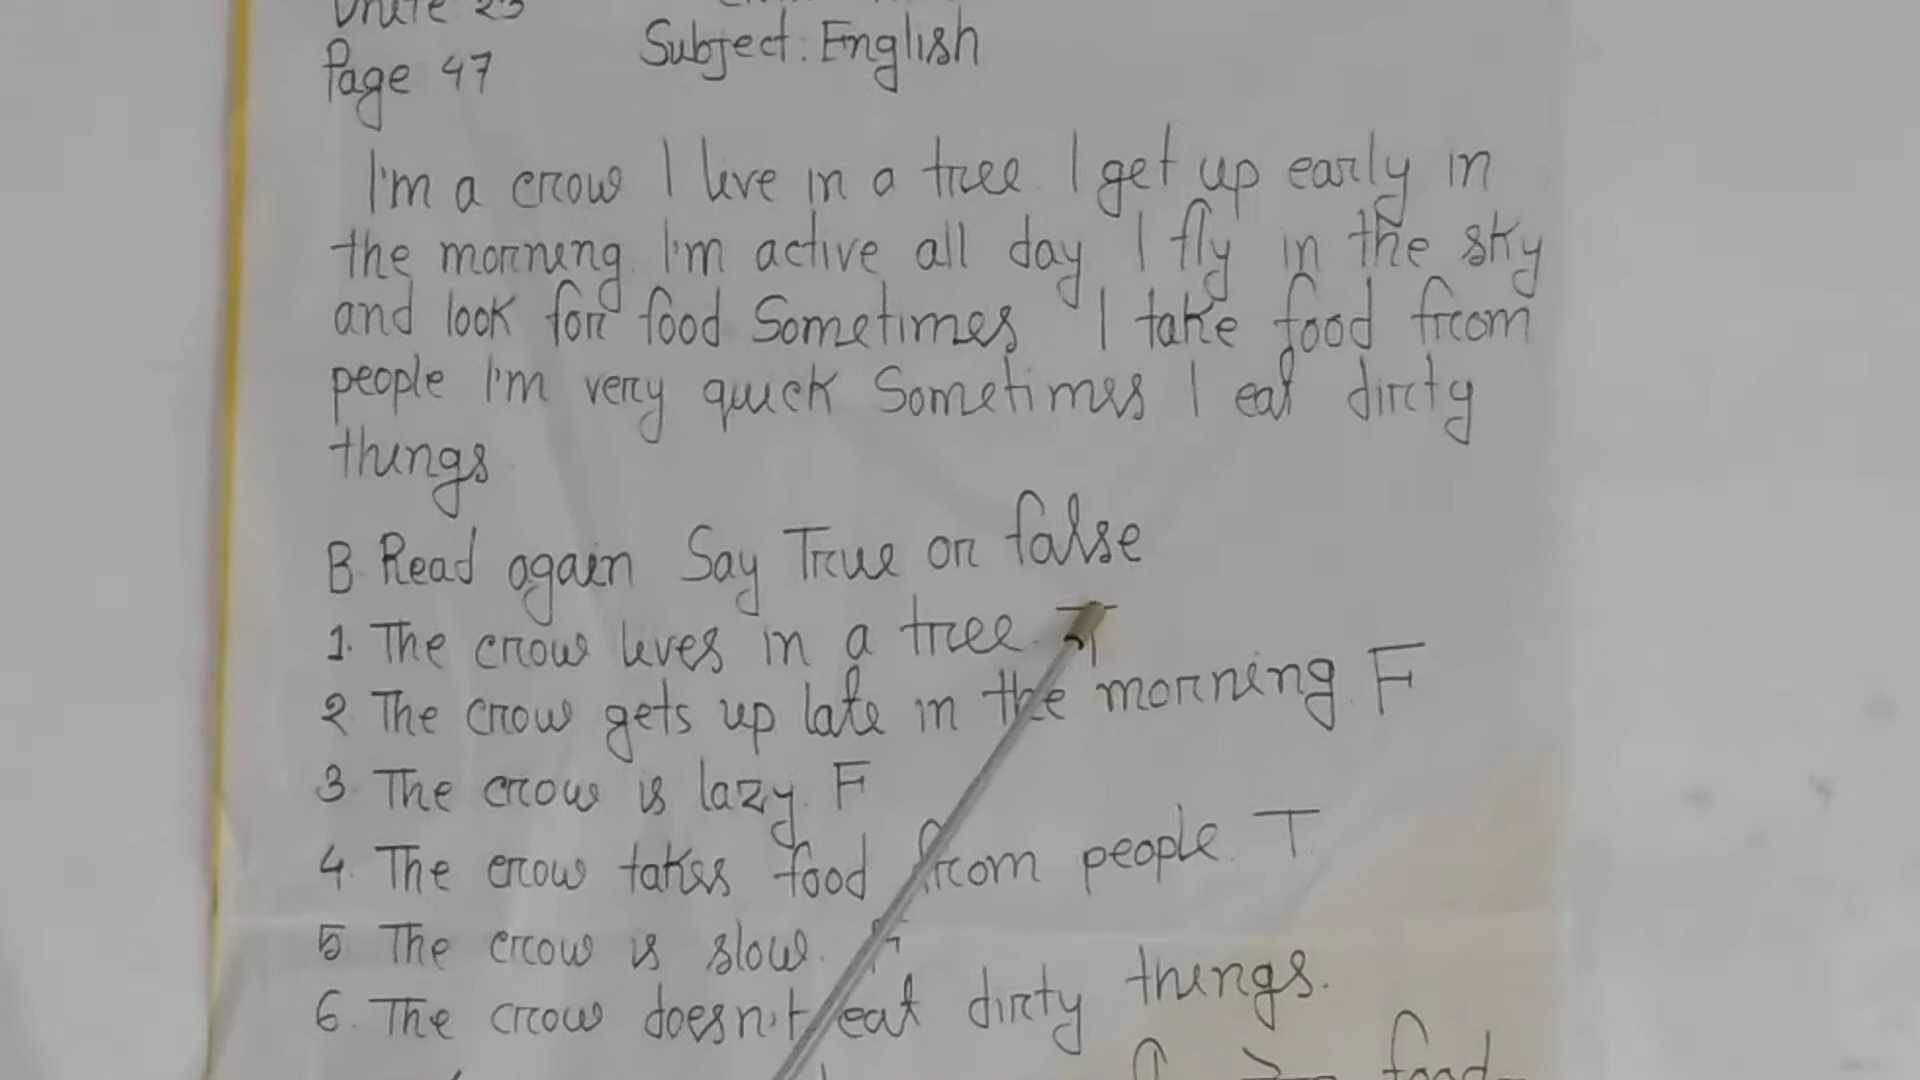 Unite 23
Page 47
Subject: English
I'm a crow I live in a tree. I get up early in
the morning. I'm active all day I fly in the sky
and look for food Sometimes I take food from
people I'm very quick Sometimes I eat dirty
things
B. Read again Say True or false
1. The crow lives in a tree. T
2 The crow gets up late in the morning F
3 The crow is lazy. F
4. The crow takes food from people. T
5 The crow is slow. F
6. The crow doesn't eat dirty things.
food